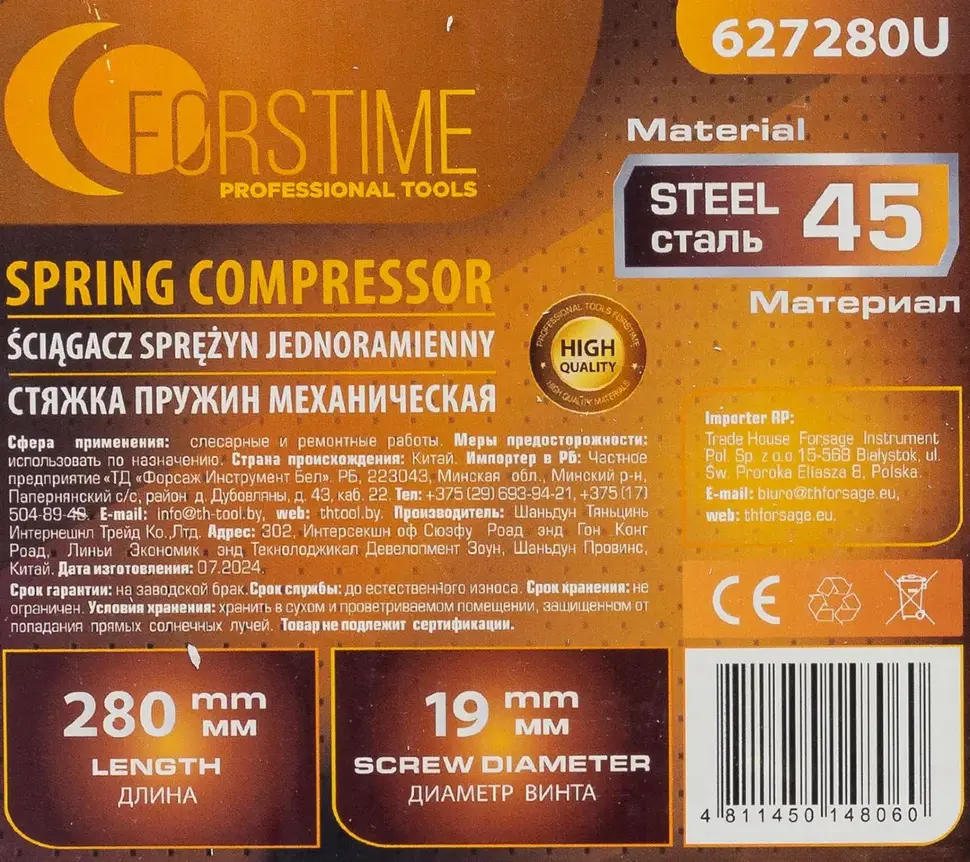 627280U
FORSTIME
PROFESSIONAL TOOLS
Material
STEEL
сталь
45
Материал
SPRING COMPRESSOR
ŚCIĄGACZ SPRĘŻYN JEDNORAMIENNY
СТЯЖКА ПРУЖИН МЕХАНИЧЕСКАЯ
PROFESSIONAL TOOLS FORSTIME
HIGH
QUALITY
HIGH QUALITY MATERIALS
Сфера применения: слесарные и ремонтные работы. Меры предосторожности:
использовать по назначению. Страна происхождения: Китай. Импортер в РБ: Частное
предприятие «ТД «Форсаж Инструмент Бел». РБ, 223043, Минская обл., Минский р-н,
Папернянский с/с, район д. Дубовляны, д. 43, каб. 22. Тел: +375 (29) 693-94-21, +375 (17)
504-89-49. E-mail: info@th-tool.by, web: thtool.by. Производитель: Шаньдун Тяньцинь
Интернешнл Трейд Ко.,Лтд. Адрес: 302, Интерсекшн оф Сюэфу Роад энд Гон Конг
Роад, Линьи Экономик энд Текнолоджикал Девелопмент Зоун, Шаньдун Провинс,
Китай. Дата изготовления: 07.2024.
Срок гарантии: на заводской брак. Срок службы: до естественного износа. Срок хранения: не
ограничен. Условия хранения: хранить в сухом и проветриваемом помещении, защищенном от
попадания прямых солнечных лучей. Товар не подлежит сертификации.
Importer RP:
Trade House Forsage Instrument
Pol. Sp. z o.o. 15-568 Białystok, ul.
Św. Proroka Eliasza 8, Polska.
E-mail: biuro@thforsage.eu,
web: thforsage.eu.
CE
280 mm
мм
LENGTH
ДЛИНА
19 mm
мм
SCREW DIAMETER
ДИАМЕТР ВИНТА
4 811450 148060